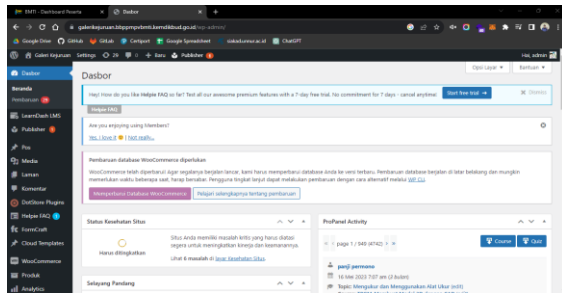 EMTI - Dashboard Peserta
Dasbor
galerikejuruan.bbppmpvbmti.kemdikbud.go.id/wp-admin/
Google Drive GitHub GitLab Certiport Google Spreadsheet siakad.unsur.ac.id ChatGPT
Galeri Kejuruan Settings 26 0 + Baru Publisher Hai, admin
Dasbor
Opsi Layar Bantuan
Beranda
Pembaruan
LearnDash LMS
Publisher
Pos
Media
Laman
Komentar
DotStore Plugins
Helpie FAQ
FormCraft
Cloud Templates
WooCommerce
Produk
Analytics
Dasbor
Hey! How do you like Helpie FAQ so far? Test all our awesome premium features with a 7-day free trial. No commitment for 7 days - cancel anytime! Start free trial → Dismiss
Helpie FAQ
Are you enjoying using Members?
Yes, I love it Not really...
Pembaruan database WooCommerce diperlukan
WooCommerce telah diperbarui! Agar segalanya berjalan lancar, kami harus memperbarui database Anda ke versi terbaru. Pembaruan database berjalan di latar belakang dan mungkin
memerlukan waktu beberapa saat, harap bersabar. Pengguna tingkat lanjut dapat melakukan pembaruan dengan cara alternatif melalui WP CLI.
Memperbarui Database WooCommerce Pelajari selengkapnya tentang pembaruan
Status Kesehatan Situs
Harus ditingkatkan
Situs Anda memiliki masalah kritis yang harus diatasi
segera untuk meningkatkan kinerja dan keamanannya.
Lihat 6 masalah di layar Kesehatan Situs.
Selayang Pandang
ProPanel Activity
page 1 / 949 (4742)
Course Quiz
panji permono
16 Mei 2023 7:07 am (2 bulan)
Topic: Mengukur dan Menggunakan Alat Ukur (edit)